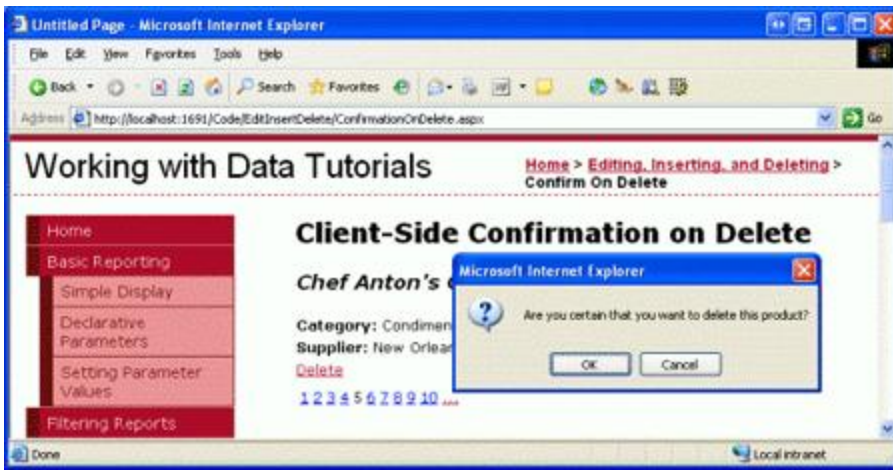 Untitled Page - Microsoft Internet Explorer
File Edit View Favorites Tools Help
Back Search Favorites
Address http://localhost:1691/Code/EditInsertDelete/ConfirmationOnDelete.aspx Go
Working with Data Tutorials
Home > Editing, Inserting, and Deleting >
Confirm On Delete
Home
Basic Reporting
Simple Display
Declarative
Parameters
Setting Parameter
Values
Filtering Reports
Client-Side Confirmation on Delete
Chef Anton's
Category: Condimen
Supplier: New Orlea
Delete
1 2 3 4 5 6 7 8 9 10 ...
Microsoft Internet Explorer
Are you certain that you want to delete this product?
OK Cancel
Done Local intranet